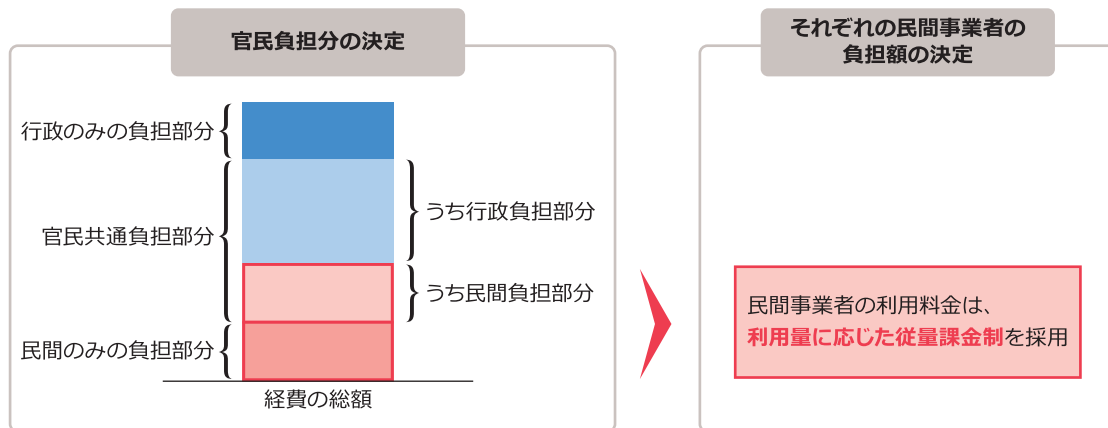 官民負担分の決定
行政のみの負担部分
官民共通負担部分
民間のみの負担部分
うち行政負担部分
うち民間負担部分
経費の総額
それぞれの民間事業者の
負担額の決定
民間事業者の利用料金は、
利用量に応じた従量課金制を採用